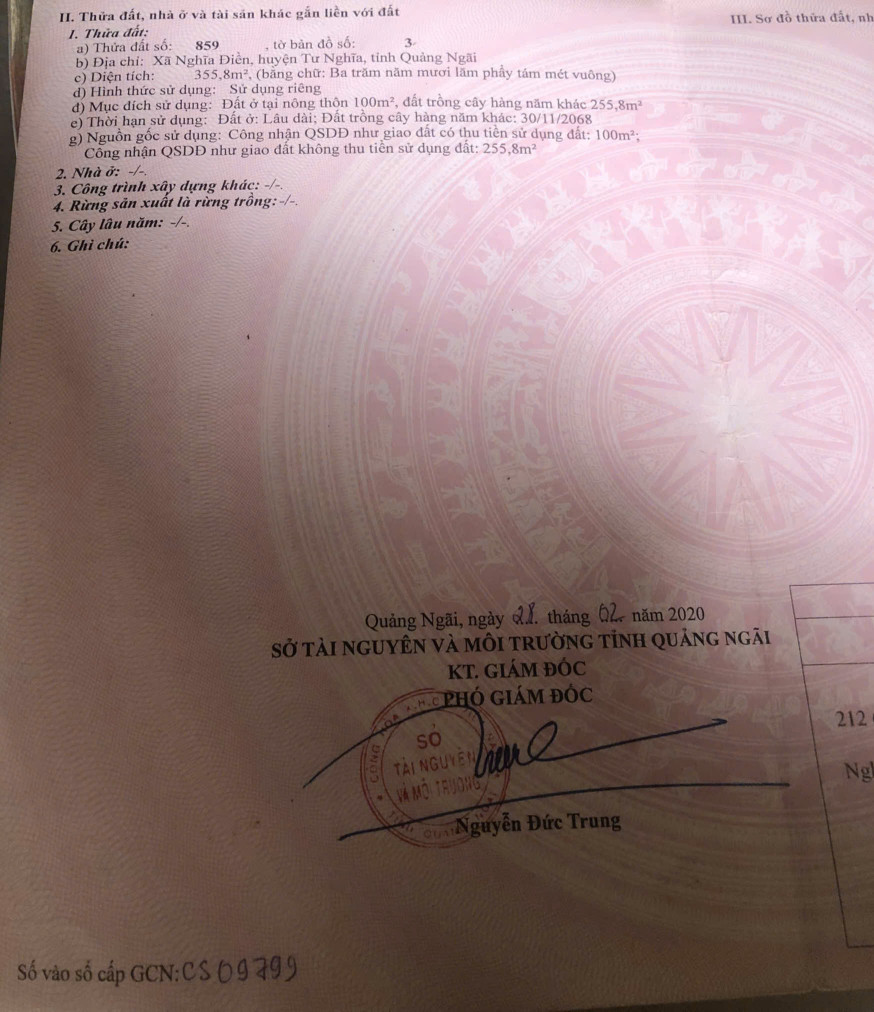 II. Thửa đất, nhà ở và tài sản khác gắn liền với đất
1. Thửa đất:
a) Thửa đất số: 859 , tờ bản đồ số: 3
b) Địa chỉ: Xã Nghĩa Điền, huyện Tư Nghĩa, tỉnh Quảng Ngãi
c) Diện tích: 355,8m², (bằng chữ: Ba trăm năm mươi lăm phẩy tám mét vuông)
d) Hình thức sử dụng: Sử dụng riêng
đ) Mục đích sử dụng: Đất ở tại nông thôn 100m², đất trồng cây hàng năm khác 255,8m²
e) Thời hạn sử dụng: Đất ở: Lâu dài; Đất trồng cây hàng năm khác: 30/11/2068
g) Nguồn gốc sử dụng: Công nhận QSDĐ như giao đất có thu tiền sử dụng đất: 100m²;
Công nhận QSDĐ như giao đất không thu tiền sử dụng đất: 255,8m²
2. Nhà ở: -/-.
3. Công trình xây dựng khác: -/-.
4. Rừng sản xuất là rừng trồng: -/-.
5. Cây lâu năm: -/-.
6. Ghi chú:
III. Sơ đồ thửa đất, nh
Quảng Ngãi, ngày 28 tháng 02 năm 2020
SỞ TÀI NGUYÊN VÀ MÔI TRƯỜNG TỈNH QUẢNG NGÃI
KT. GIÁM ĐỐC
PHÓ GIÁM ĐỐC
SỞ
TÀI NGUYÊN
VÀ MÔI TRƯỜNG
Nguyễn Đức Trung
212
Ng
Số vào sổ cấp GCN: CS 09799